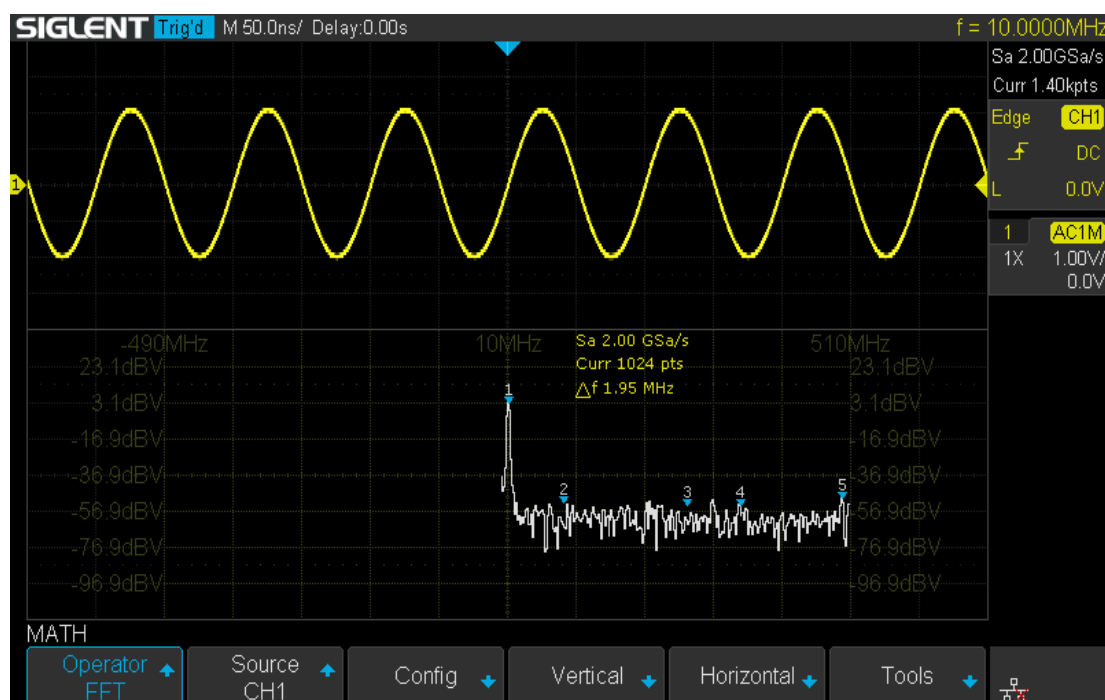 SIGLENT Trig'd M 50.0ns/ Delay:0.00s f = 10.0000MHz
Sa 2.00GSa/s
Curr 1.40kpts
Edge CH1
DC
L 0.0V
1
1 AC1M
1X 1.00V/
0.0V
-490MHz 10MHz 510MHz
Sa 2.00 GSa/s
Curr 1024 pts
△f 1.95 MHz
23.1dBV 23.1dBV
3.1dBV 3.1dBV
-16.9dBV -16.9dBV
-36.9dBV -36.9dBV
-56.9dBV -56.9dBV
-76.9dBV -76.9dBV
-96.9dBV -96.9dBV
1
2 3 4 5
MATH
Operator Source Config Vertical Horizontal Tools
FFT CH1